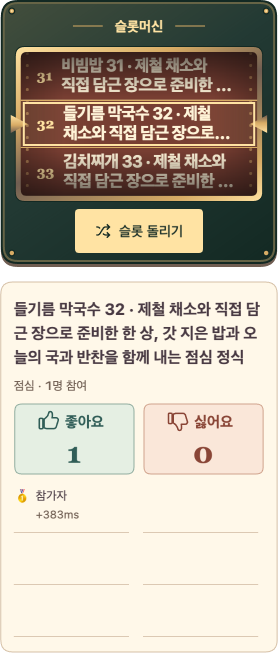 슬롯머신
31 비빔밥 31 · 제철 채소와
직접 담근 장으로 준비한 ...
32 들기름 막국수 32 · 제철
채소와 직접 담근 장으로...
33 김치찌개 33 · 제철 채소와
직접 담근 장으로 준비한 ...
슬롯 돌리기
들기름 막국수 32 · 제철 채소와 직접 담
근 장으로 준비한 한 상, 갓 지은 밥과 오
늘의 국과 반찬을 함께 내는 점심 정식
점심 · 1명 참여
좋아요
1
싫어요
0
참가자
+383ms